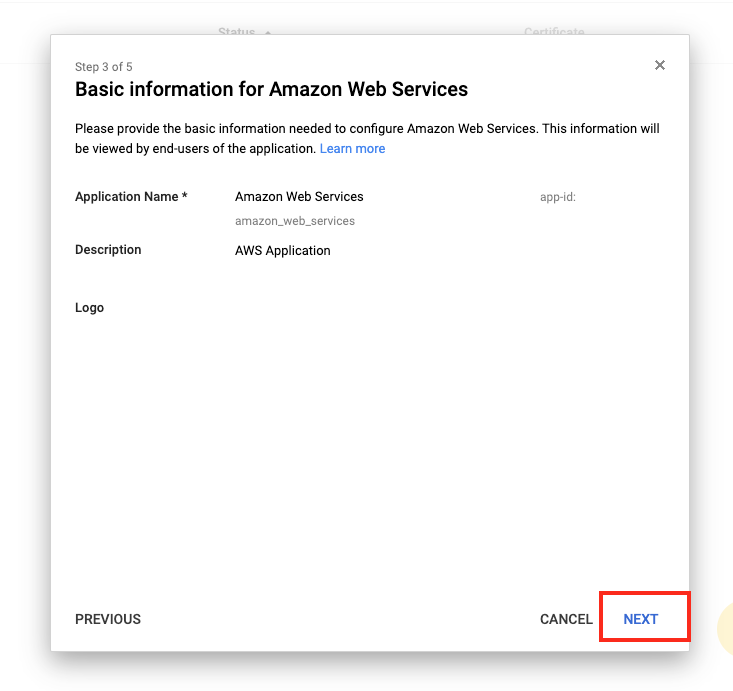 Status
Certificate
Step 3 of 5
Basic information for Amazon Web Services
Please provide the basic information needed to configure Amazon Web Services. This information will
be viewed by end-users of the application. Learn more
Application Name * Amazon Web Services app-id:
amazon_web_services
Description AWS Application
Logo
PREVIOUS CANCEL NEXT